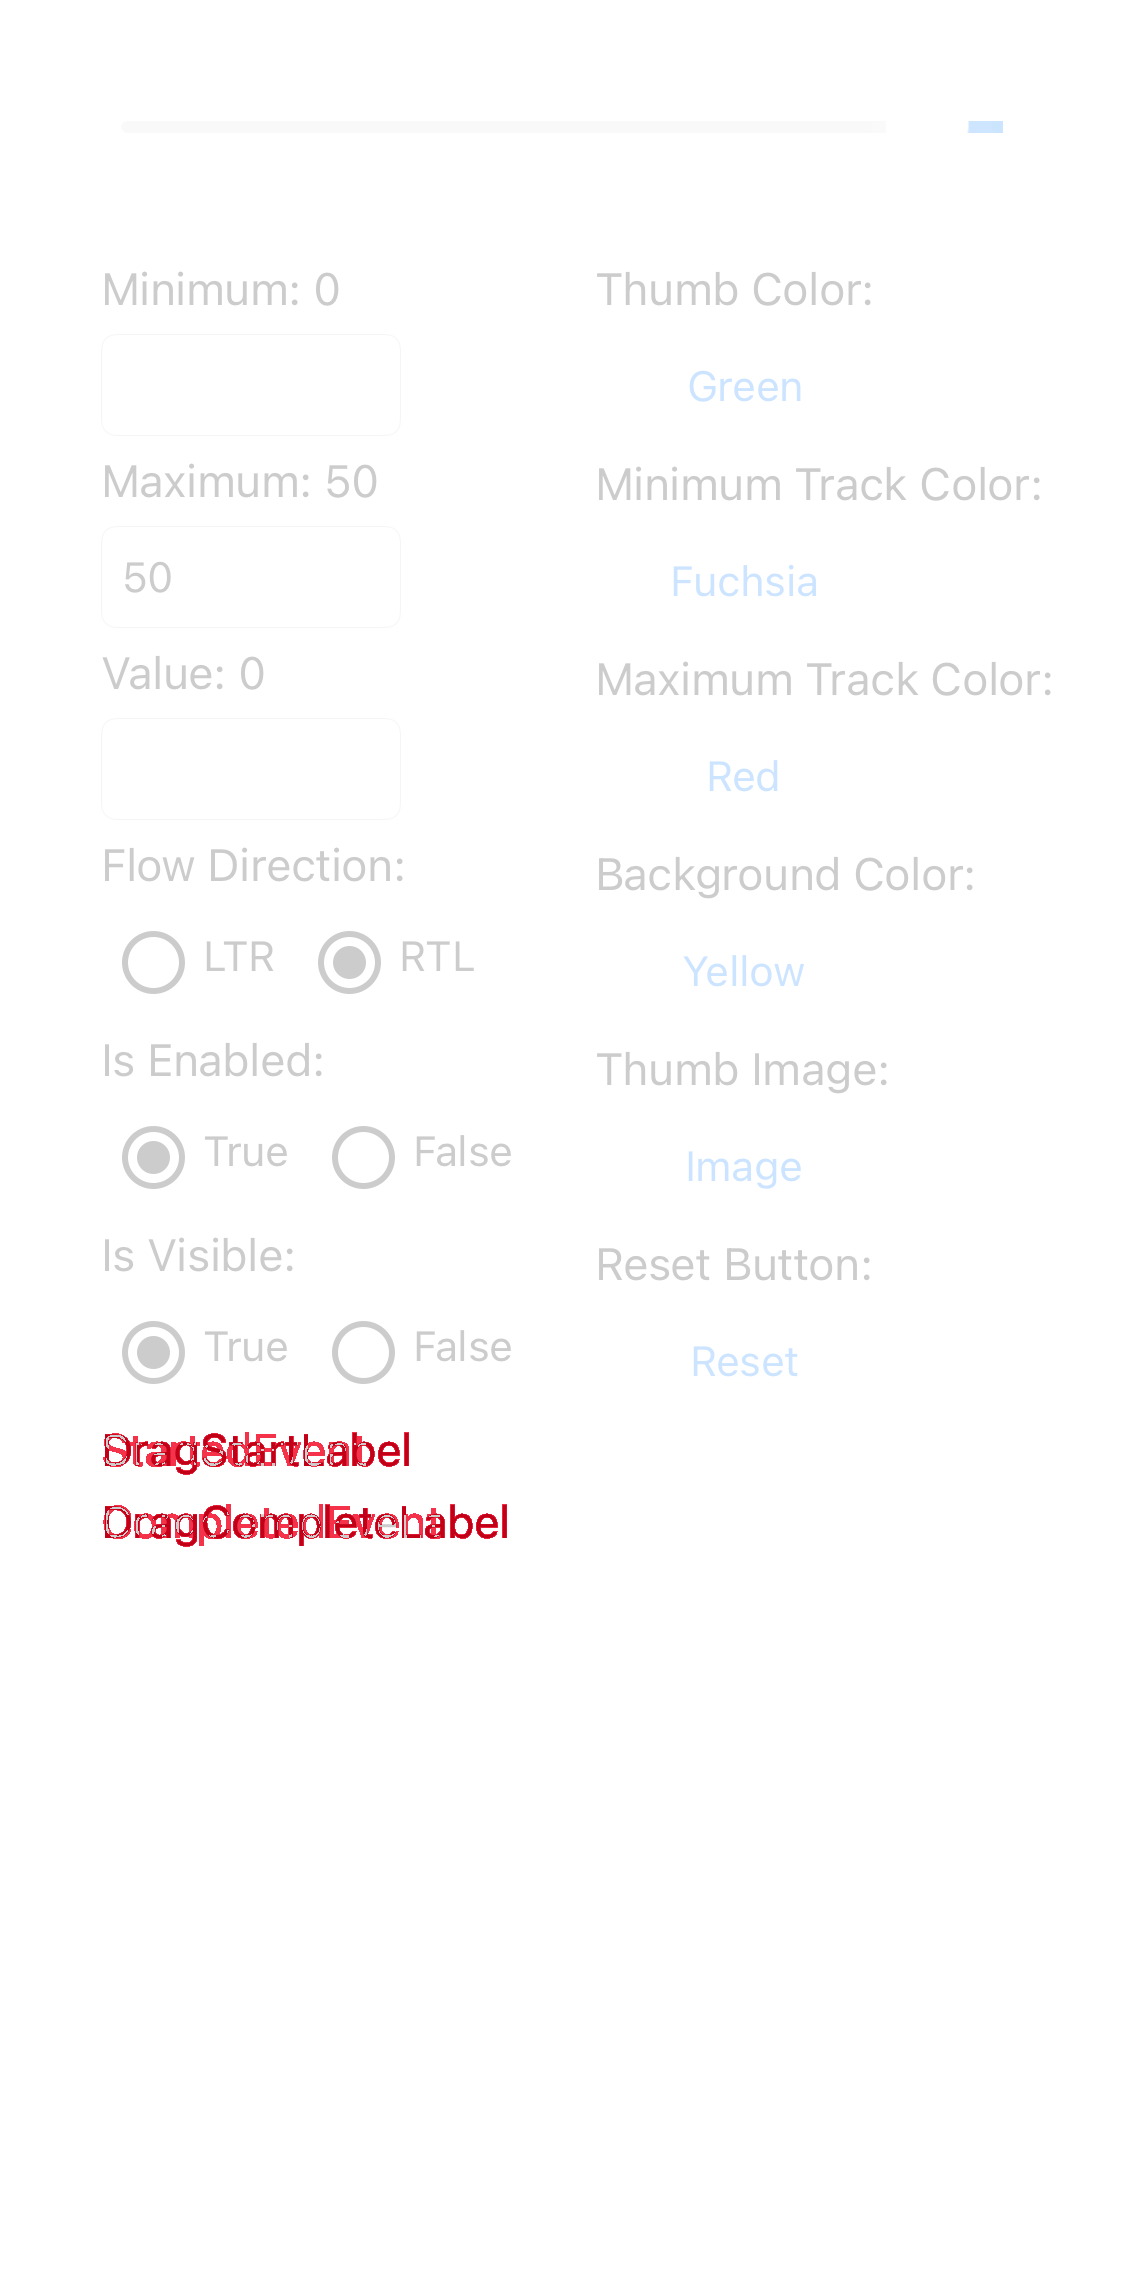 Minimum: 0
Maximum: 50
50
Value: 0
Flow Direction:
LTR RTL
Is Enabled:
True False
Is Visible:
True False
Thumb Color:
Green
Minimum Track Color:
Fuchsia
Maximum Track Color:
Red
Background Color:
Yellow
Thumb Image:
Image
Reset Button:
Reset
DragStartLabel
DragCompleteLabel